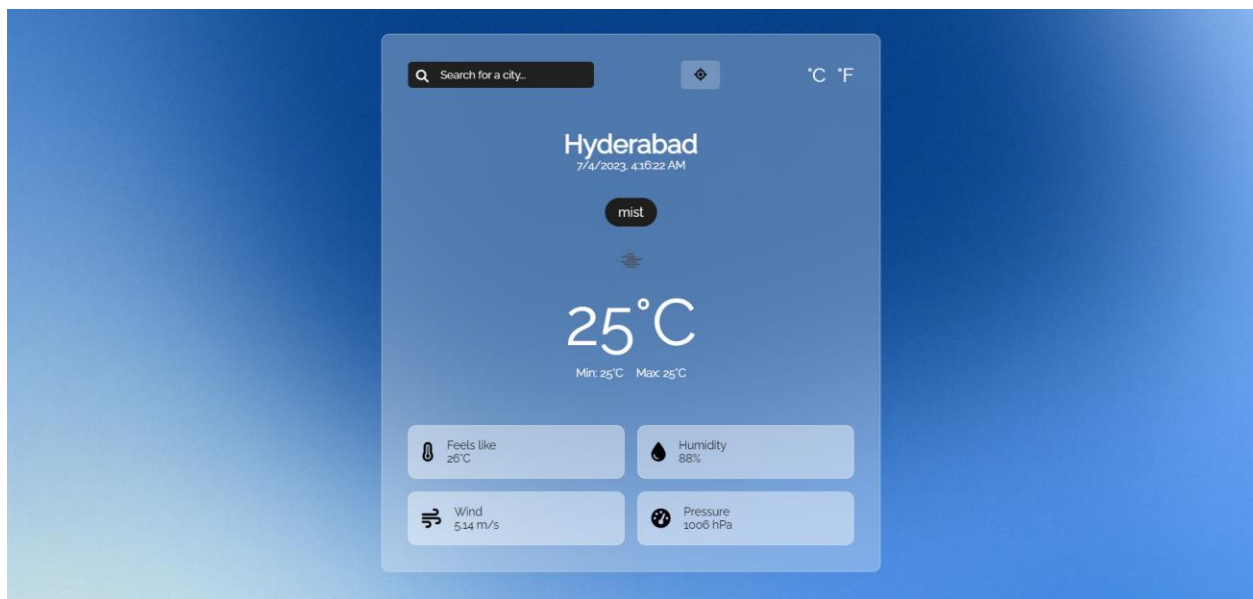 Search for a city...
°C °F
Hyderabad
7/4/2023, 4:16:22 AM
mist
25°C
Min: 25°C Max: 25°C
Feels like
26°C
Humidity
88%
Wind
5.14 m/s
Pressure
1006 hPa